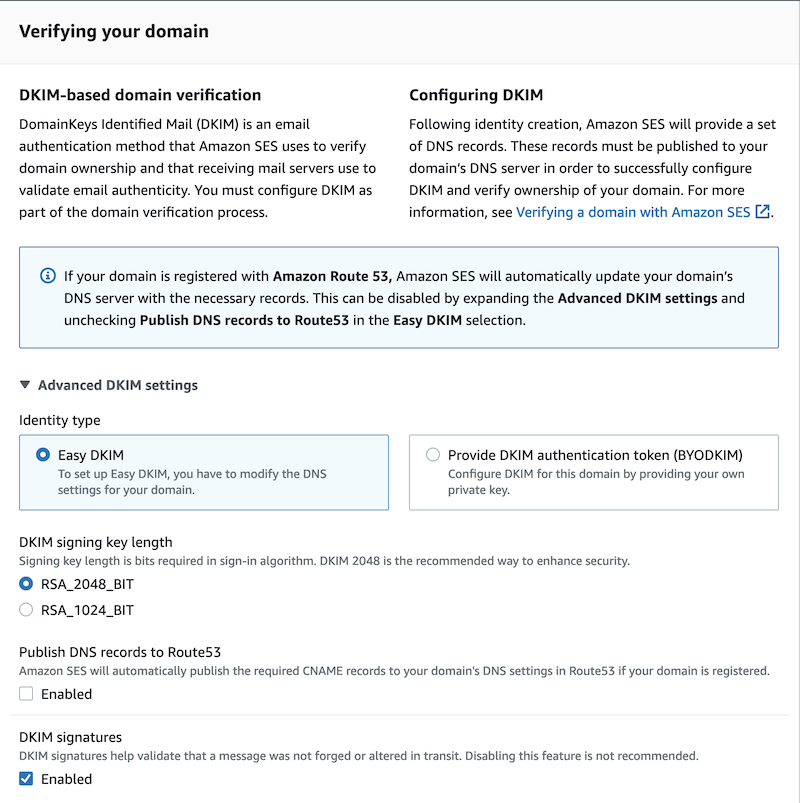 Verifying your domain
DKIM-based domain verification
DomainKeys Identified Mail (DKIM) is an email
authentication method that Amazon SES uses to verify
domain ownership and that receiving mail servers use to
validate email authenticity. You must configure DKIM as
part of the domain verification process.
Configuring DKIM
Following identity creation, Amazon SES will provide a set
of DNS records. These records must be published to your
domain's DNS server in order to successfully configure
DKIM and verify ownership of your domain. For more
information, see Verifying a domain with Amazon SES.
If your domain is registered with Amazon Route 53, Amazon SES will automatically update your domain's
DNS server with the necessary records. This can be disabled by expanding the Advanced DKIM settings and
unchecking Publish DNS records to Route53 in the Easy DKIM selection.
Advanced DKIM settings
Identity type
Easy DKIM
To set up Easy DKIM, you have to modify the DNS
settings for your domain.
Provide DKIM authentication token (BYODKIM)
Configure DKIM for this domain by providing your own
private key.
DKIM signing key length
Signing key length is bits required in sign-in algorithm. DKIM 2048 is the recommended way to enhance security.
RSA_2048_BIT
RSA_1024_BIT
Publish DNS records to Route53
Amazon SES will automatically publish the required CNAME records to your domain's DNS settings in Route53 if your domain is registered.
Enabled
DKIM signatures
DKIM signatures help validate that a message was not forged or altered in transit. Disabling this feature is not recommended.
Enabled